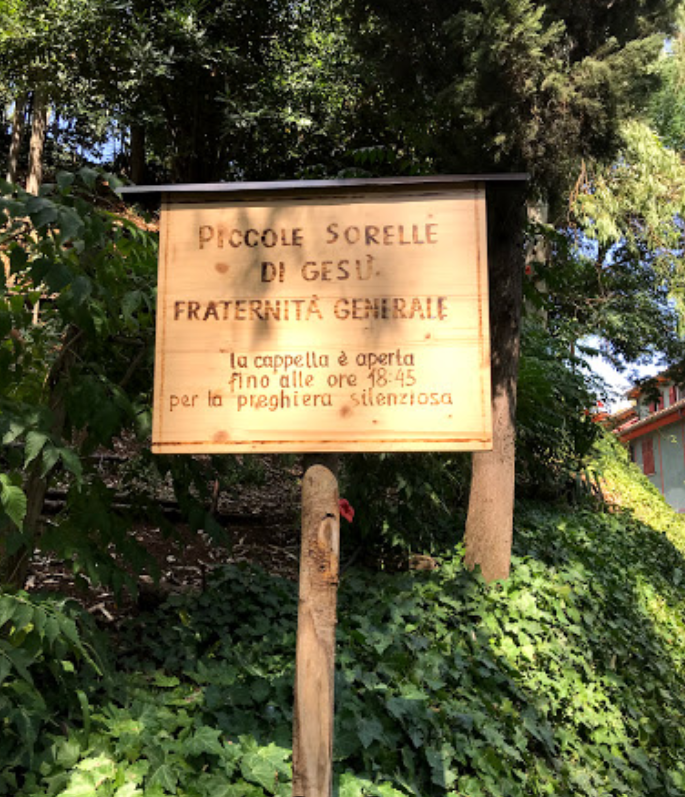 PICCOLE SORELLE
DI GESÙ
FRATERNITÀ GENERALE
la cappella è aperta
fino alle ore 18:45
per la preghiera silenziosa